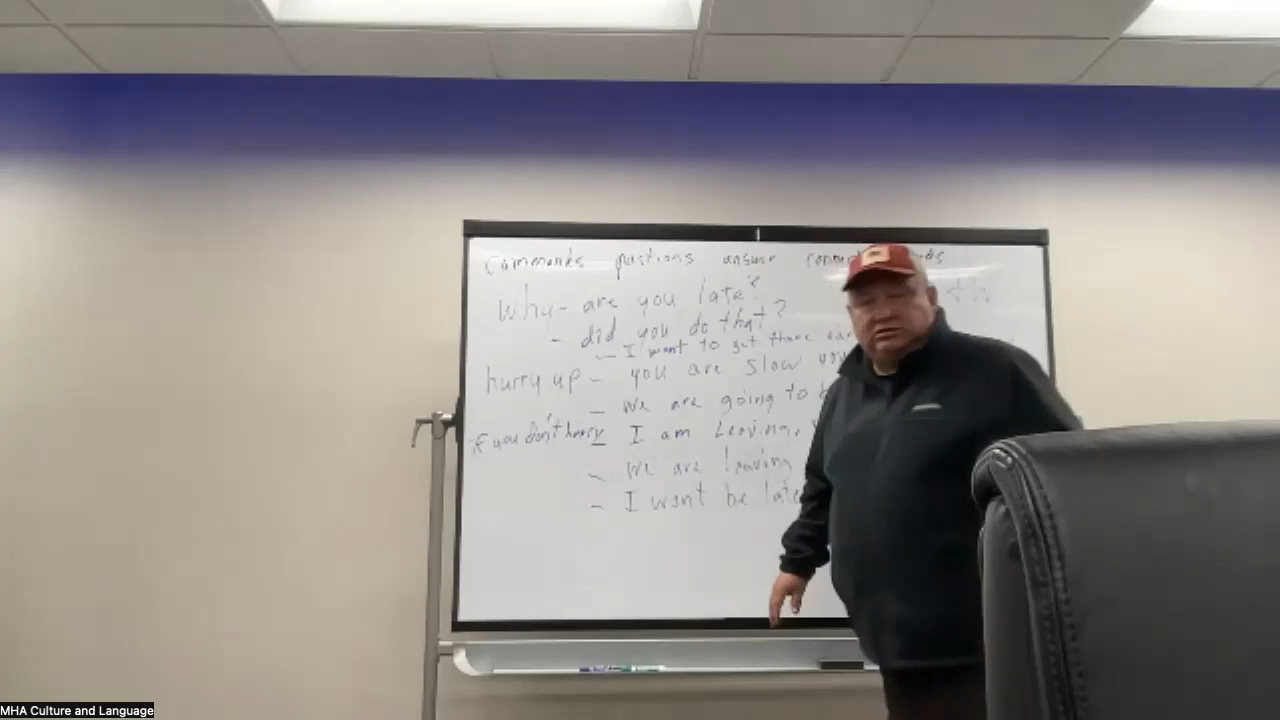 Commands questions answer
Why - are you late?
- did you do that?
- I want to get there
hurry up - you are slow you
- we are going to
if you don't hurry - I am leaving,
- we are leaving
- I wont be late
MHA Culture and Language